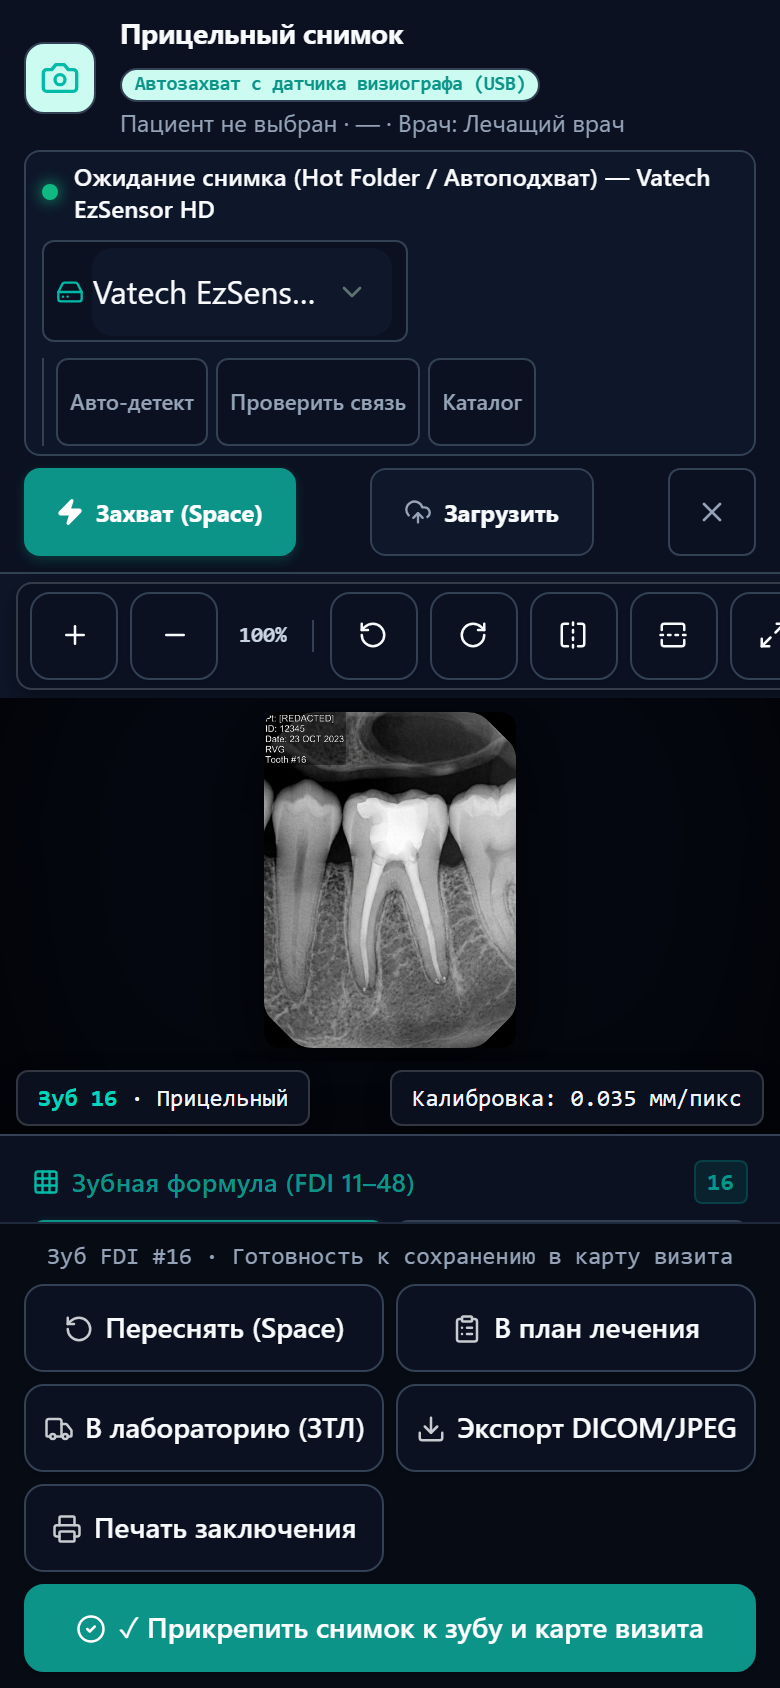 Прицельный снимок
Автозахват с датчика визиографа (USB)
Пациент не выбран · — · Врач: Лечащий врач
Ожидание снимка (Hot Folder / Автоподхват) — Vatech
EzSensor HD
Vatech EzSens...
Авто-детект
Проверить связь
Каталог
Захват (Space)
Загрузить
100%
Pt: [REDACTED]
ID: 12345
Date: 23 OCT 2023
RVG
Tooth #16
Зуб 16 · Прицельный
Калибровка: 0.035 мм/пикс
Зубная формула (FDI 11–48)
16
Зуб FDI #16 · Готовность к сохранению в карту визита
Переснять (Space)
В план лечения
В лабораторию (ЗТЛ)
Экспорт DICOM/JPEG
Печать заключения
✓ Прикрепить снимок к зубу и карте визита